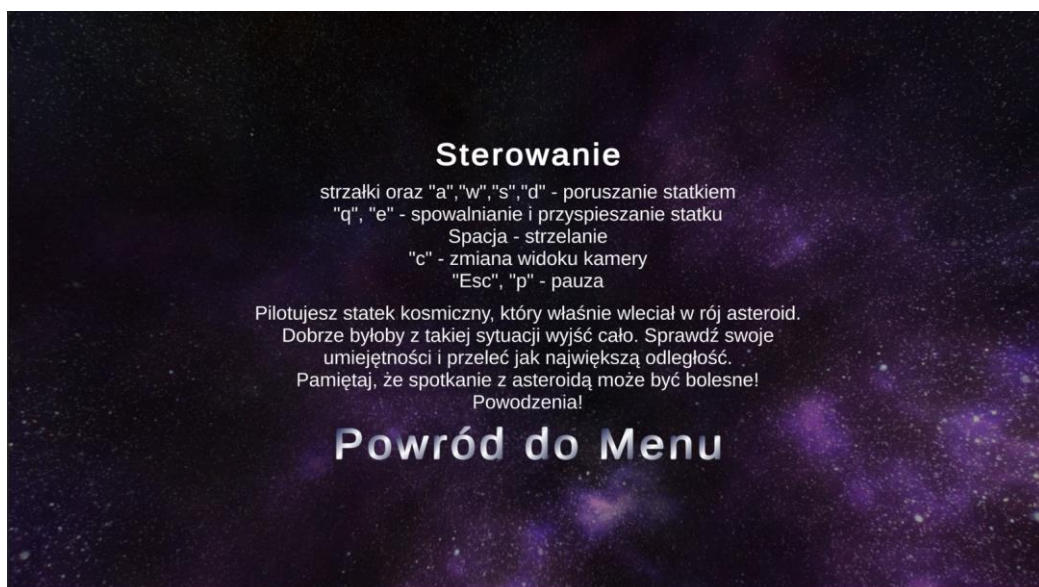 Sterowanie
strzałki oraz "a","w","s","d" - poruszanie statkiem
"q", "e" - spowalnianie i przyspieszanie statku
Spacja - strzelanie
"c" - zmiana widoku kamery
"Esc", "p" - pauza
Pilotujesz statek kosmiczny, który właśnie wleciał w rój asteroid.
Dobrze byłoby z takiej sytuacji wyjść cało. Sprawdź swoje
umiejętności i przeleć jak największą odległość.
Pamiętaj, że spotkanie z asteroidą może być bolesne!
Powodzenia!
Powród do Menu